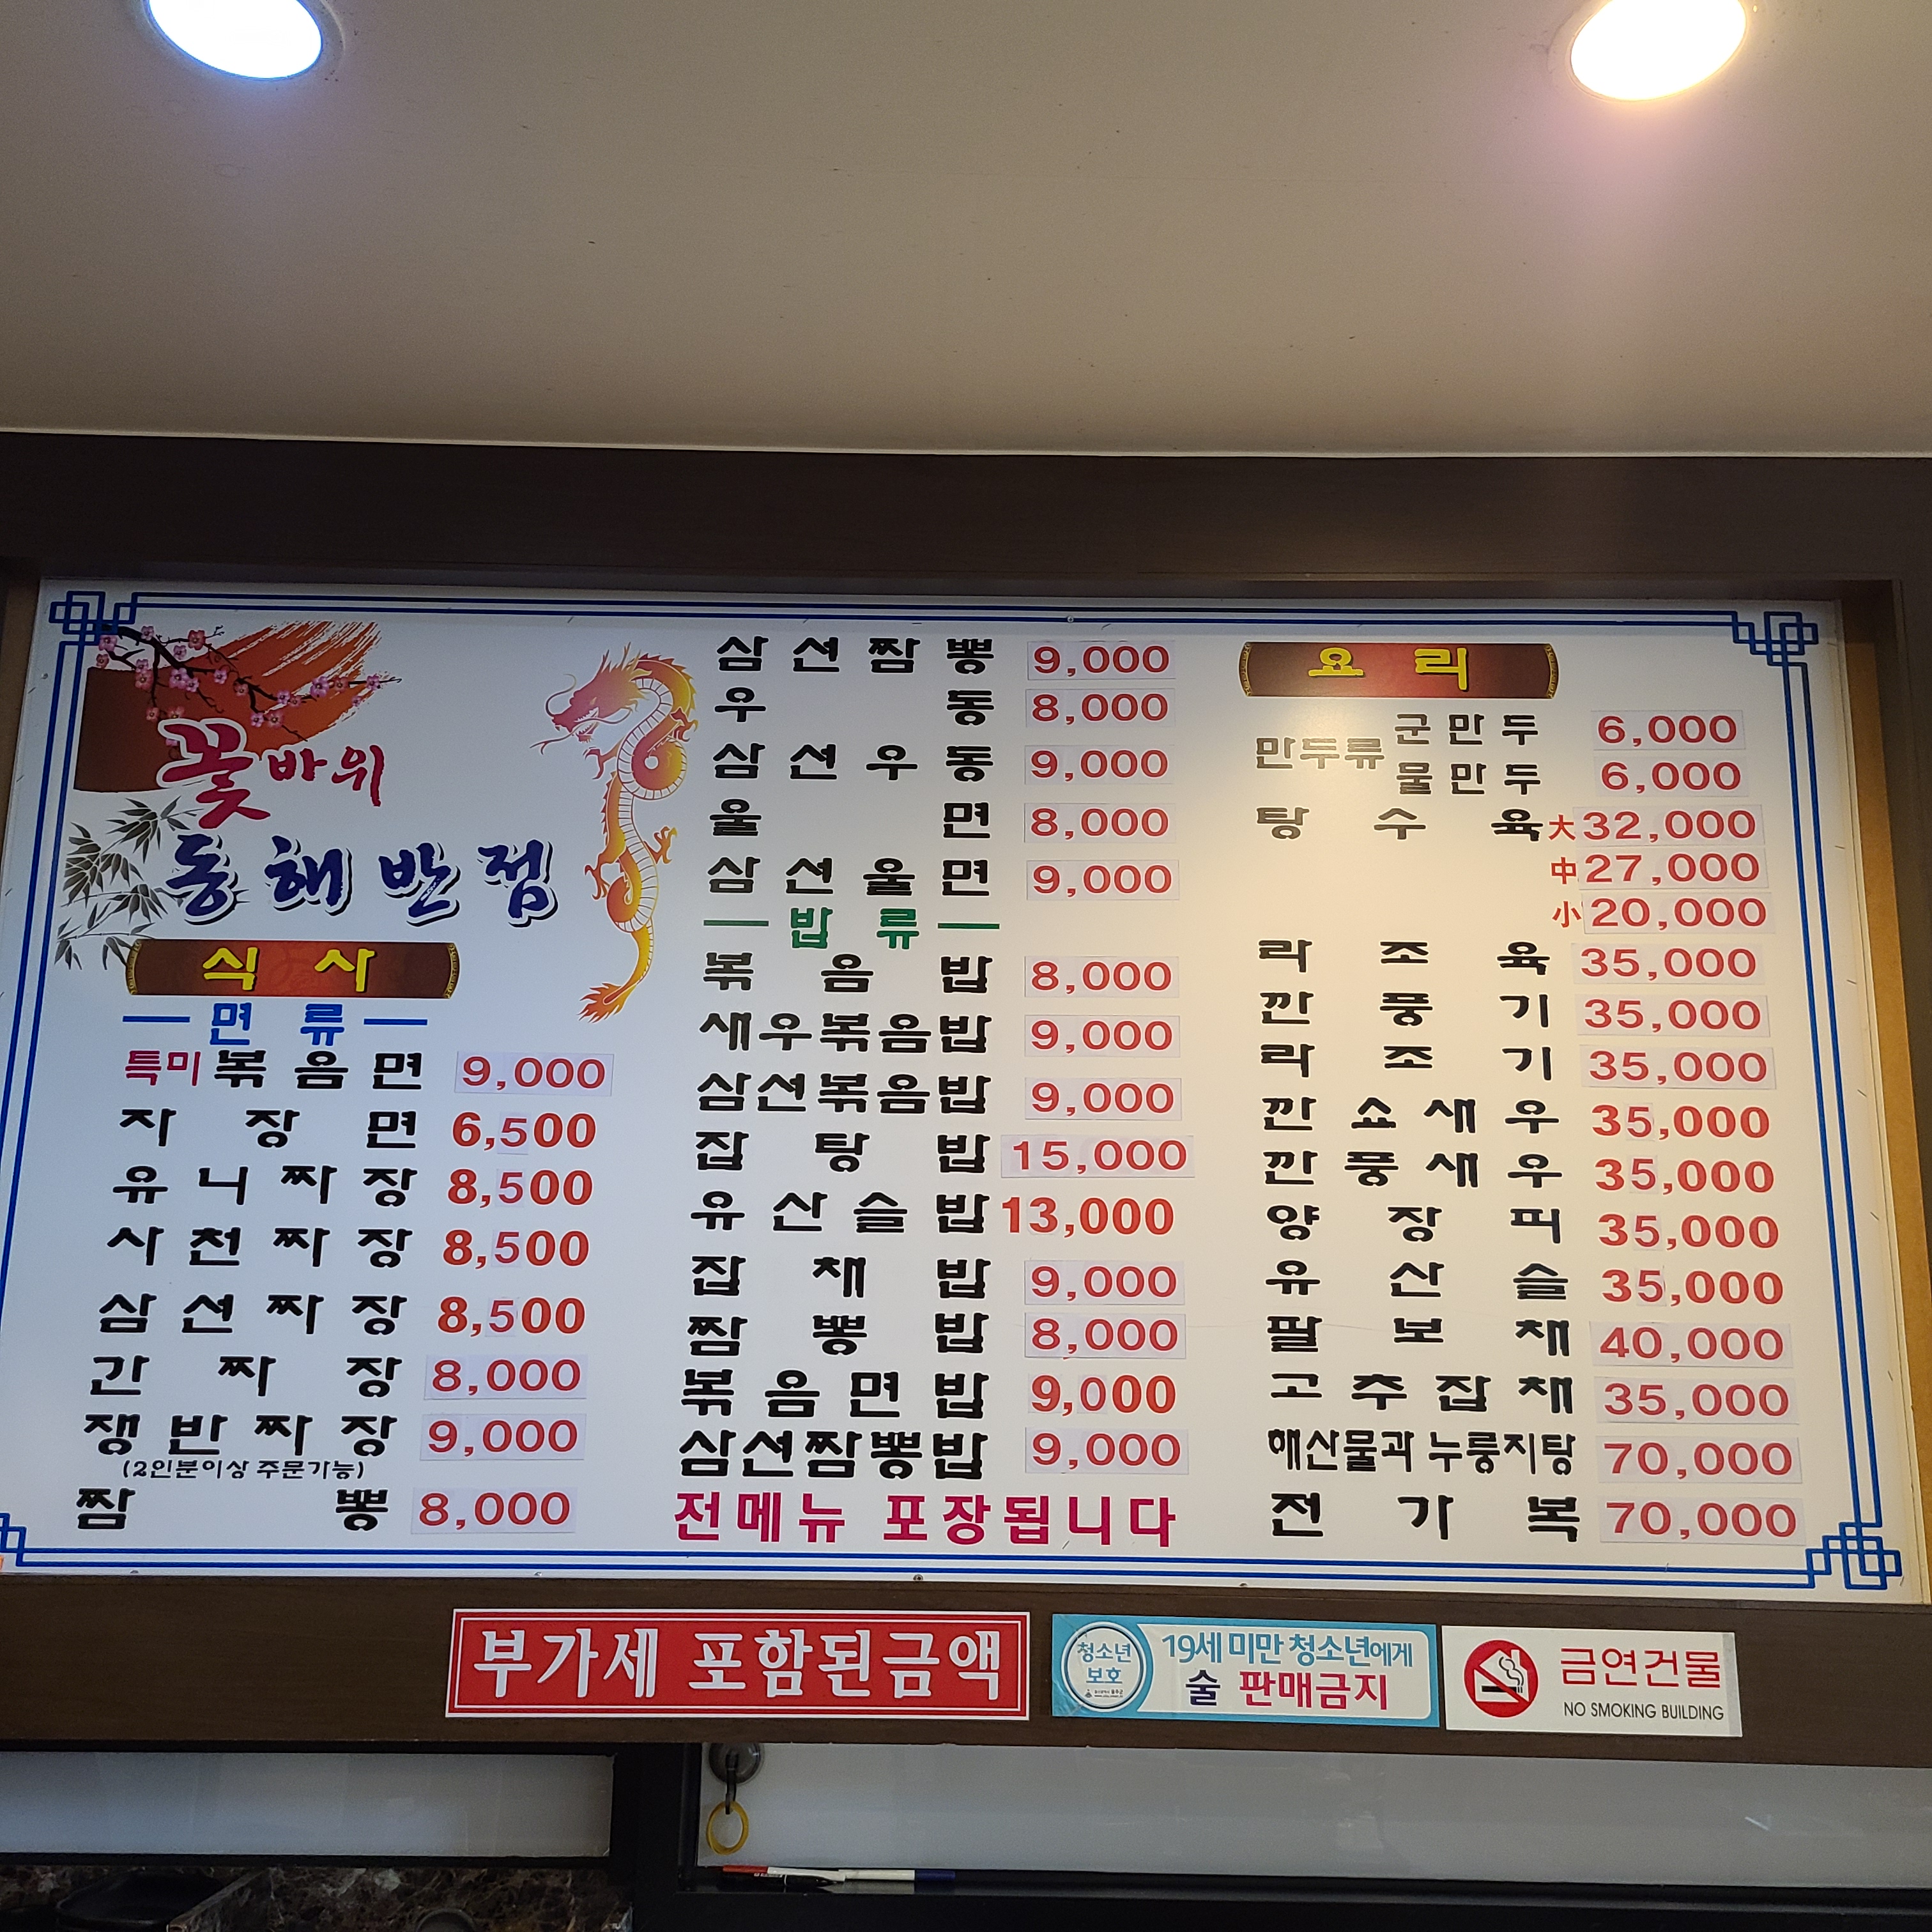 꽃바위
동해반점
식사
면류
특미볶음면 9,000
자장면 6,500
유니짜장 8,500
사천짜장 8,500
삼선짜장 8,500
간짜장 8,000
쟁반짜장 9,000
(2인분이상 주문가능)
짬뽕 8,000
삼선짬뽕 9,000
우동 8,000
삼선우동 9,000
울면 8,000
삼선울면 9,000
밥류
볶음밥 8,000
새우볶음밥 9,000
삼선볶음밥 9,000
잡탕밥 15,000
유산슬밥 13,000
잡채밥 9,000
짬뽕밥 8,000
볶음면밥 9,000
삼선짬뽕밥 9,000
전메뉴 포장됩니다
요리
만두류 군만두 6,000
물만두 6,000
탕수육 大 32,000
中 27,000
小 20,000
라조육 35,000
깐풍기 35,000
라조기 35,000
깐쇼새우 35,000
깐풍새우 35,000
양장피 35,000
유산슬 35,000
팔보채 40,000
고추잡채 35,000
해산물과 누룽지탕 70,000
전가복 70,000
부가세 포함된금액
청소년
보호
19세 미만 청소년에게
술 판매금지
금연건물
NO SMOKING BUILDING